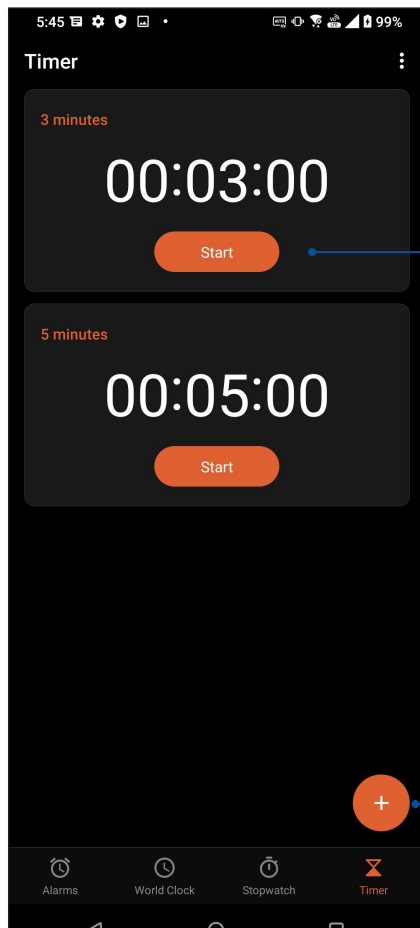 5:45 99%
Timer
3 minutes
00:03:00
Start
5 minutes
00:05:00
Start
+
Alarms World Clock Stopwatch Timer